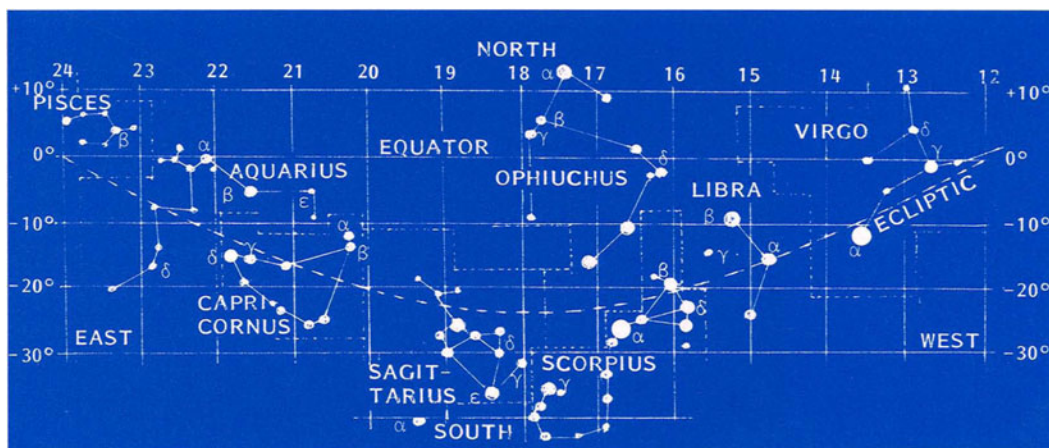 NORTH
24 23 22 21 20 19 18 17 16 15 14 13 12
+10° α +10°
PISCES
β
β γ
VIRGO
δ
0° α EQUATOR δ γ 0°
AQUARIUS
OPHIUCHUS
LIBRA
β ε β
ECLIPTIC
-10° α -10°
δ γ β γ α α
δ
β
-20° -20°
CAPRI
CORNUS
δ
EAST α WEST
δ
-30° SCORPIUS -30°
SAGIT-
TARIUS
γ
ε γ
α SOUTH